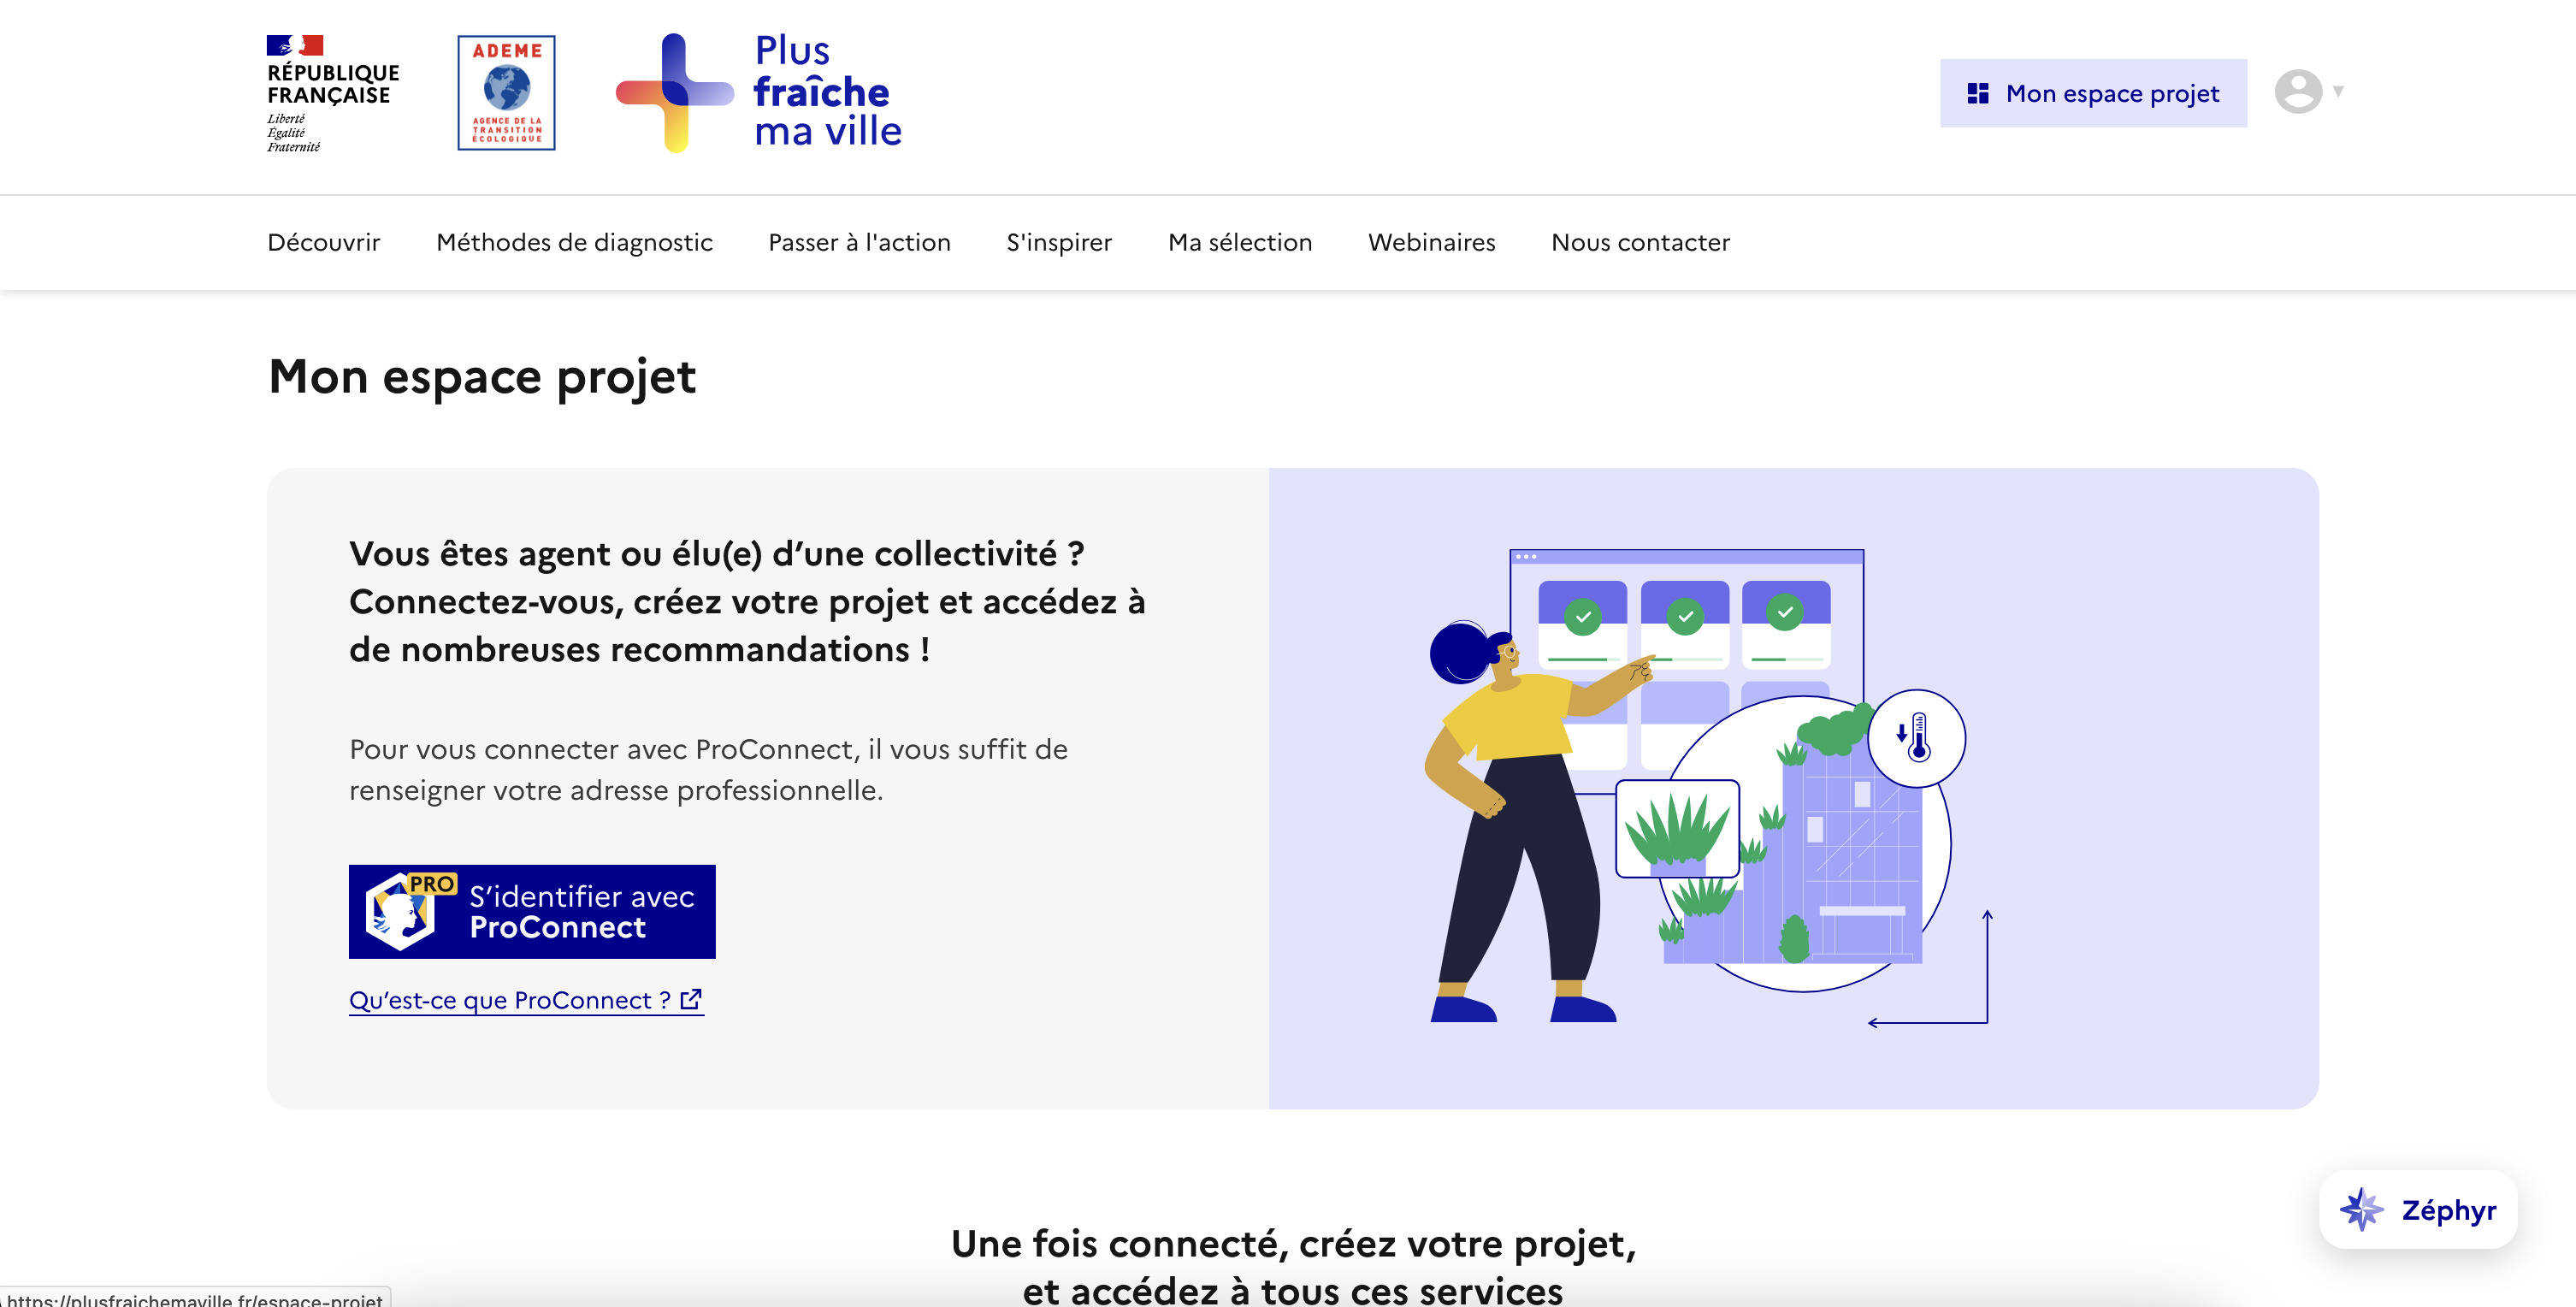 RÉPUBLIQUE
FRANÇAISE
Liberté
Égalité
Fraternité
ADEME
AGENCE DE LA
TRANSITION
ÉCOLOGIQUE
Plus
fraîche
ma ville
Mon espace projet
Découvrir
Méthodes de diagnostic
Passer à l'action
S'inspirer
Ma sélection
Webinaires
Nous contacter
Mon espace projet
Vous êtes agent ou élu(e) d’une collectivité ?
Connectez-vous, créez votre projet et accédez à
de nombreuses recommandations !
Pour vous connecter avec ProConnect, il vous suffit de
renseigner votre adresse professionnelle.
PRO
S’identifier avec
ProConnect
Qu’est-ce que ProConnect ?
Zéphyr
Une fois connecté, créez votre projet,
et accédez à tous ces services
https://plusfraichemaville.fr/espace-projet